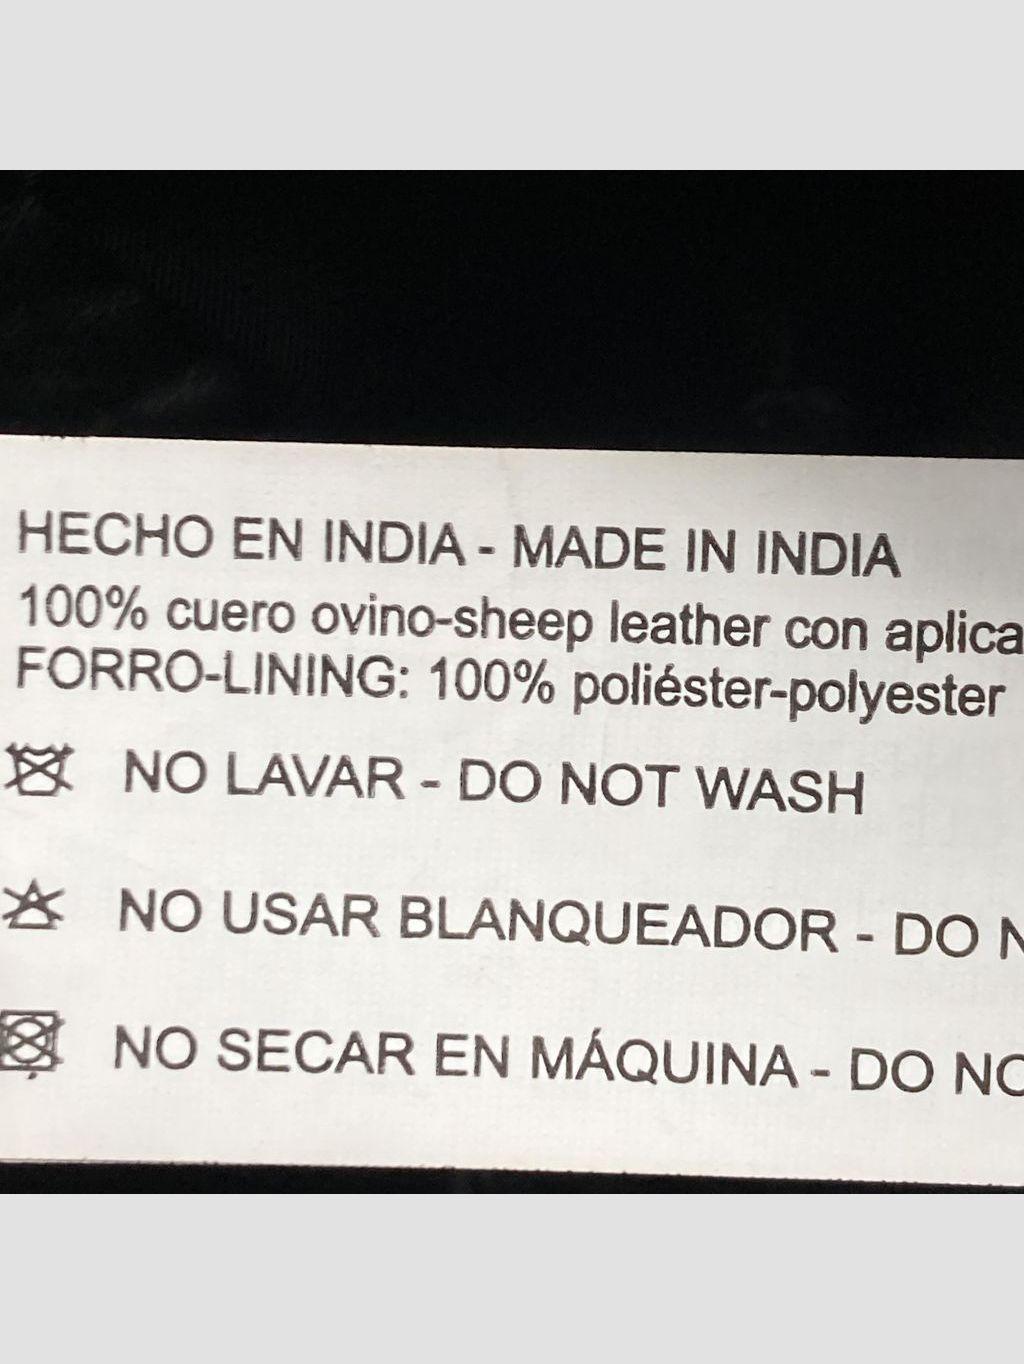 HECHO EN INDIA - MADE IN INDIA
100% cuero ovino-sheep leather con aplica
FORRO-LINING: 100% poliéster-polyester
NO LAVAR - DO NOT WASH
NO USAR BLANQUEADOR - DO N
NO SECAR EN MÁQUINA - DO NO